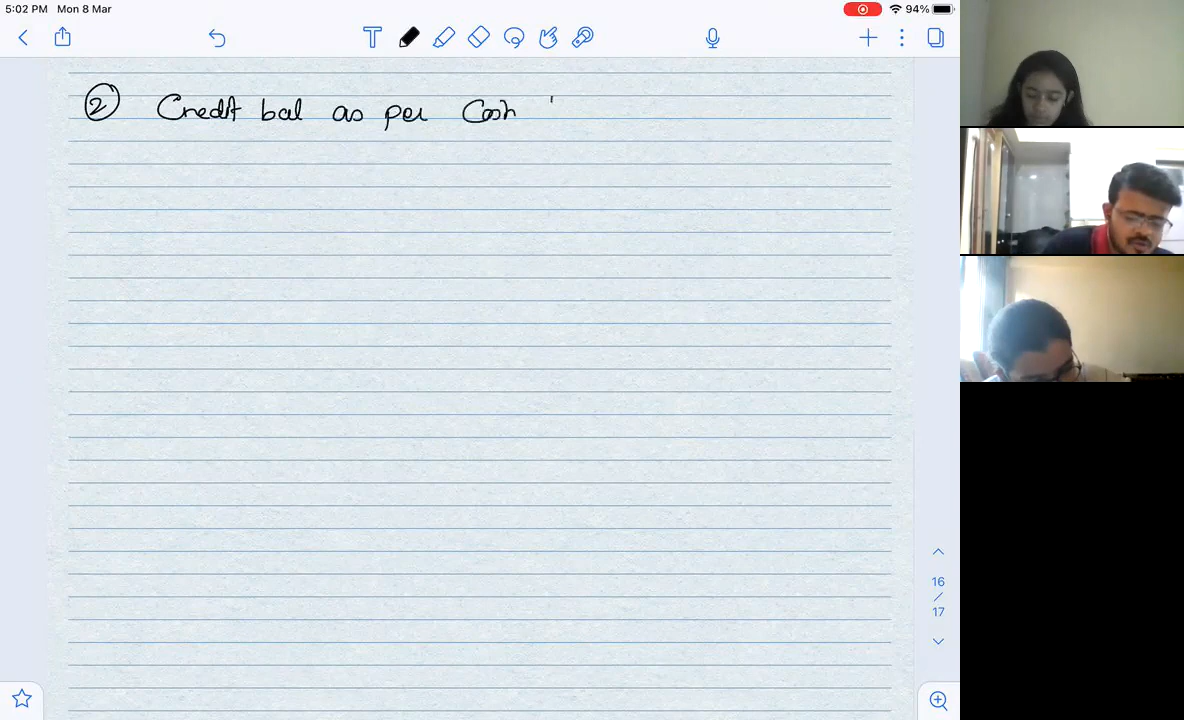 5:02 PM Mon 8 Mar
94%
T
② Credit bal as per Cash
16
/
17